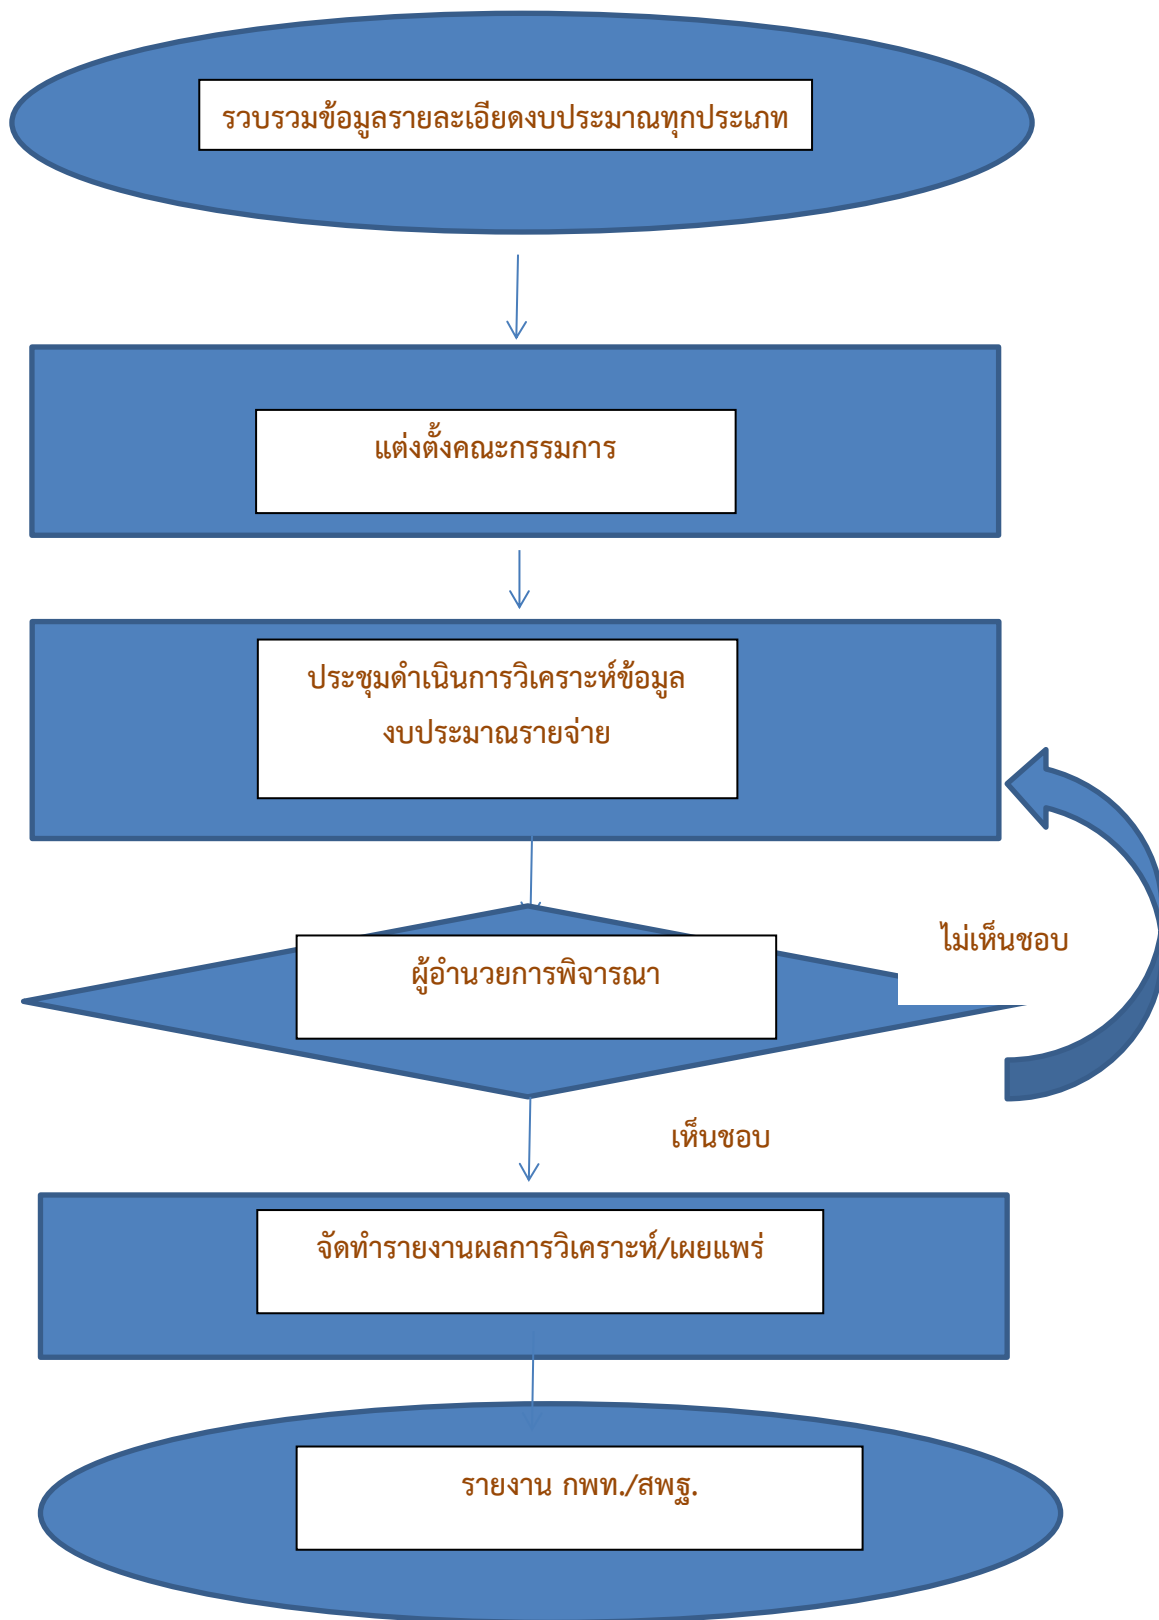 รวบรวมข้อมูลรายละเอียดงบประมาณทุกประเภท
แต่งตั้งคณะกรรมการ
ประชุมดำเนินการวิเคราะห์ข้อมูล
งบประมาณรายจ่าย
ไม่เห็นชอบ
ผู้อำนวยการพิจารณา
เห็นชอบ
จัดทำรายงานผลการวิเคราะห์/เผยแพร่
รายงาน กพท./สพฐ.